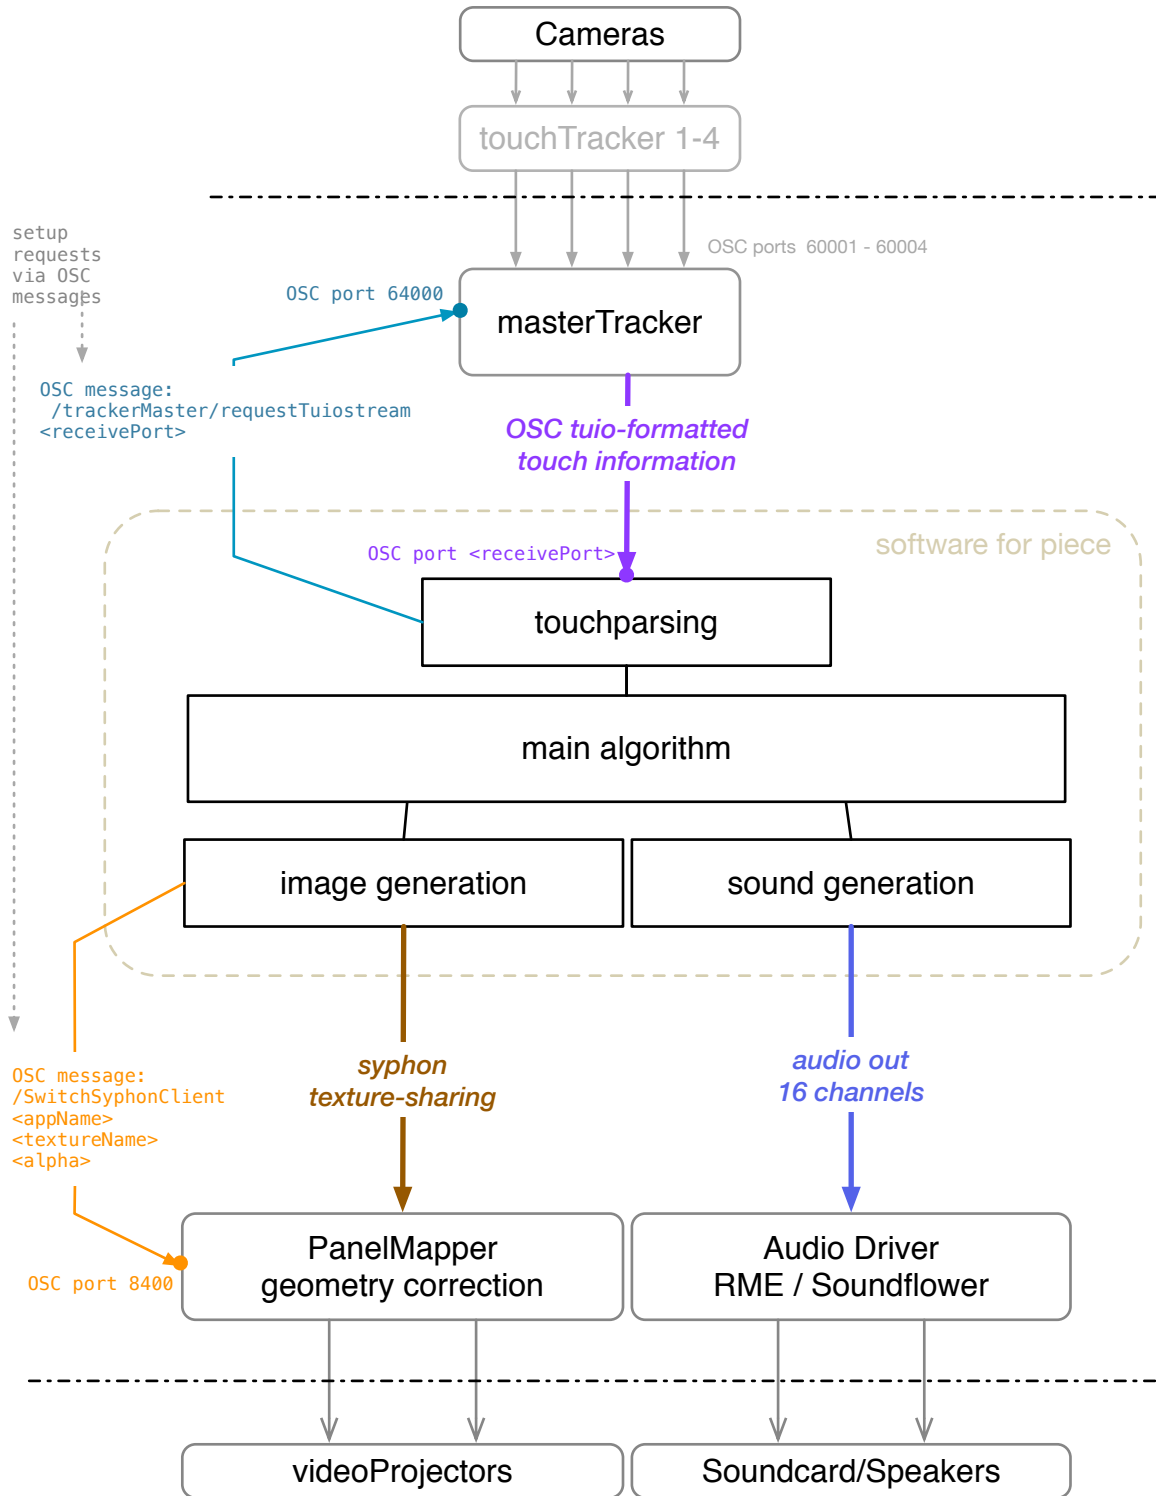 Cameras
touchTracker 1-4
setup
requests
via OSC
messages
OSC ports  60001 - 60004
OSC port 64000
masterTracker
OSC message:
 /trackerMaster/requestTuiostream
<receivePort>
OSC tuio-formatted
touch information
software for piece
OSC port <receivePort>
touchparsing
main algorithm
image generation
sound generation
OSC message:
/SwitchSyphonClient
<appName>
<textureName>
<alpha>
syphon
texture-sharing
audio out
16 channels
OSC port 8400
PanelMapper
geometry correction
Audio Driver
RME / Soundflower
videoProjectors
Soundcard/Speakers